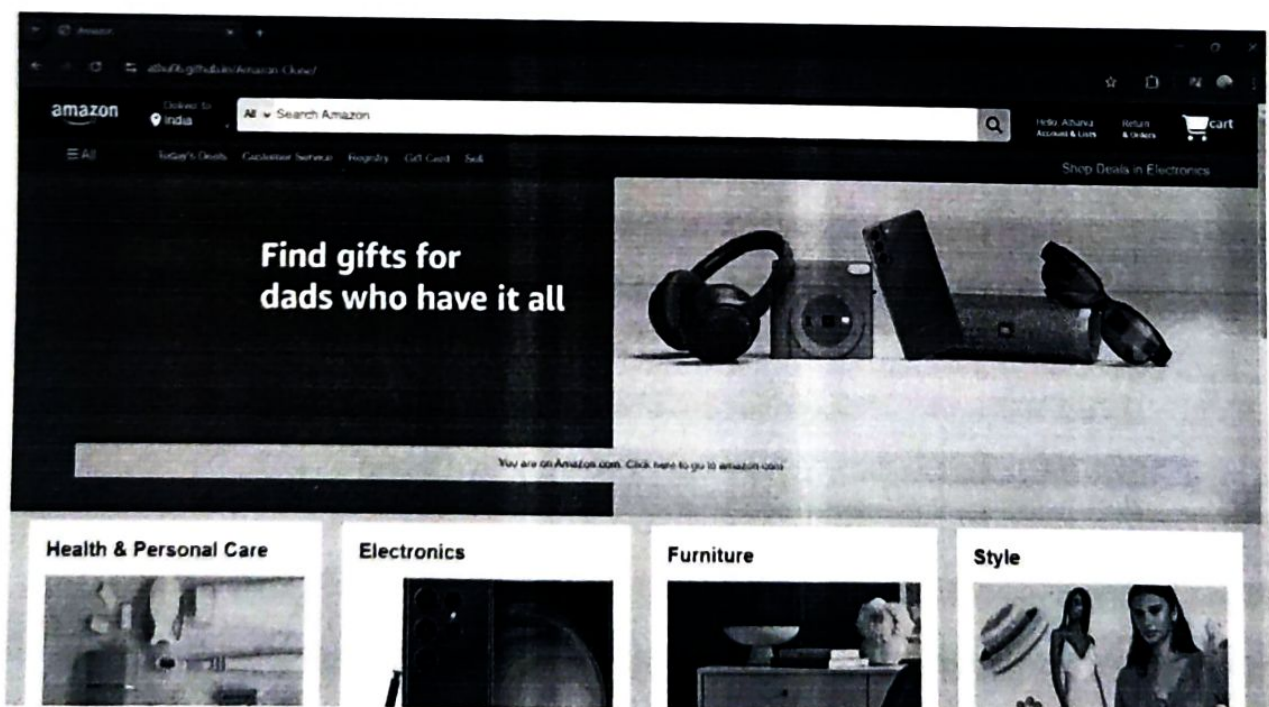 Amazon
amazon
Deliver to
India
All Search Amazon
Hello, 
Account & Lists
Return
& Orders
cart
All
Today's Deals Customer Service Registry Gift Card Sell
Shop Deals in Electronics
Find gifts for
dads who have it all
You are on Amazon.com. Click here to go to amazon.com
Health & Personal Care
Electronics
Furniture
Style